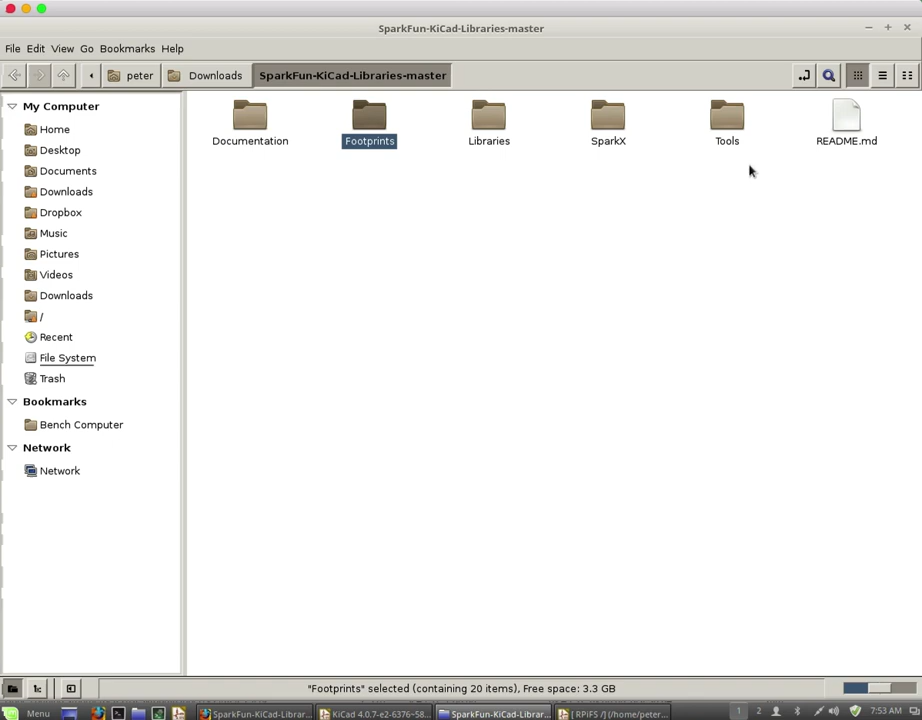 SparkFun-KiCad-Libraries-master
File Edit View Go Bookmarks Help
peter Downloads SparkFun-KiCad-Libraries-master
My Computer
Home
Desktop
Documents
Downloads
Dropbox
Music
Pictures
Videos
Downloads
/
Recent
File System
Trash
Bookmarks
Bench Computer
Network
Network
Documentation Footprints Libraries SparkX Tools README.md
"Footprints" selected (containing 20 items), Free space: 3.3 GB
Menu SparkFun-KiCad-Librar... KiCad 4.0.7-e2-6376~58... SparkFun-KiCad-Librar... [ RPiFS /] (/home/peter... 1 2 7:53 AM